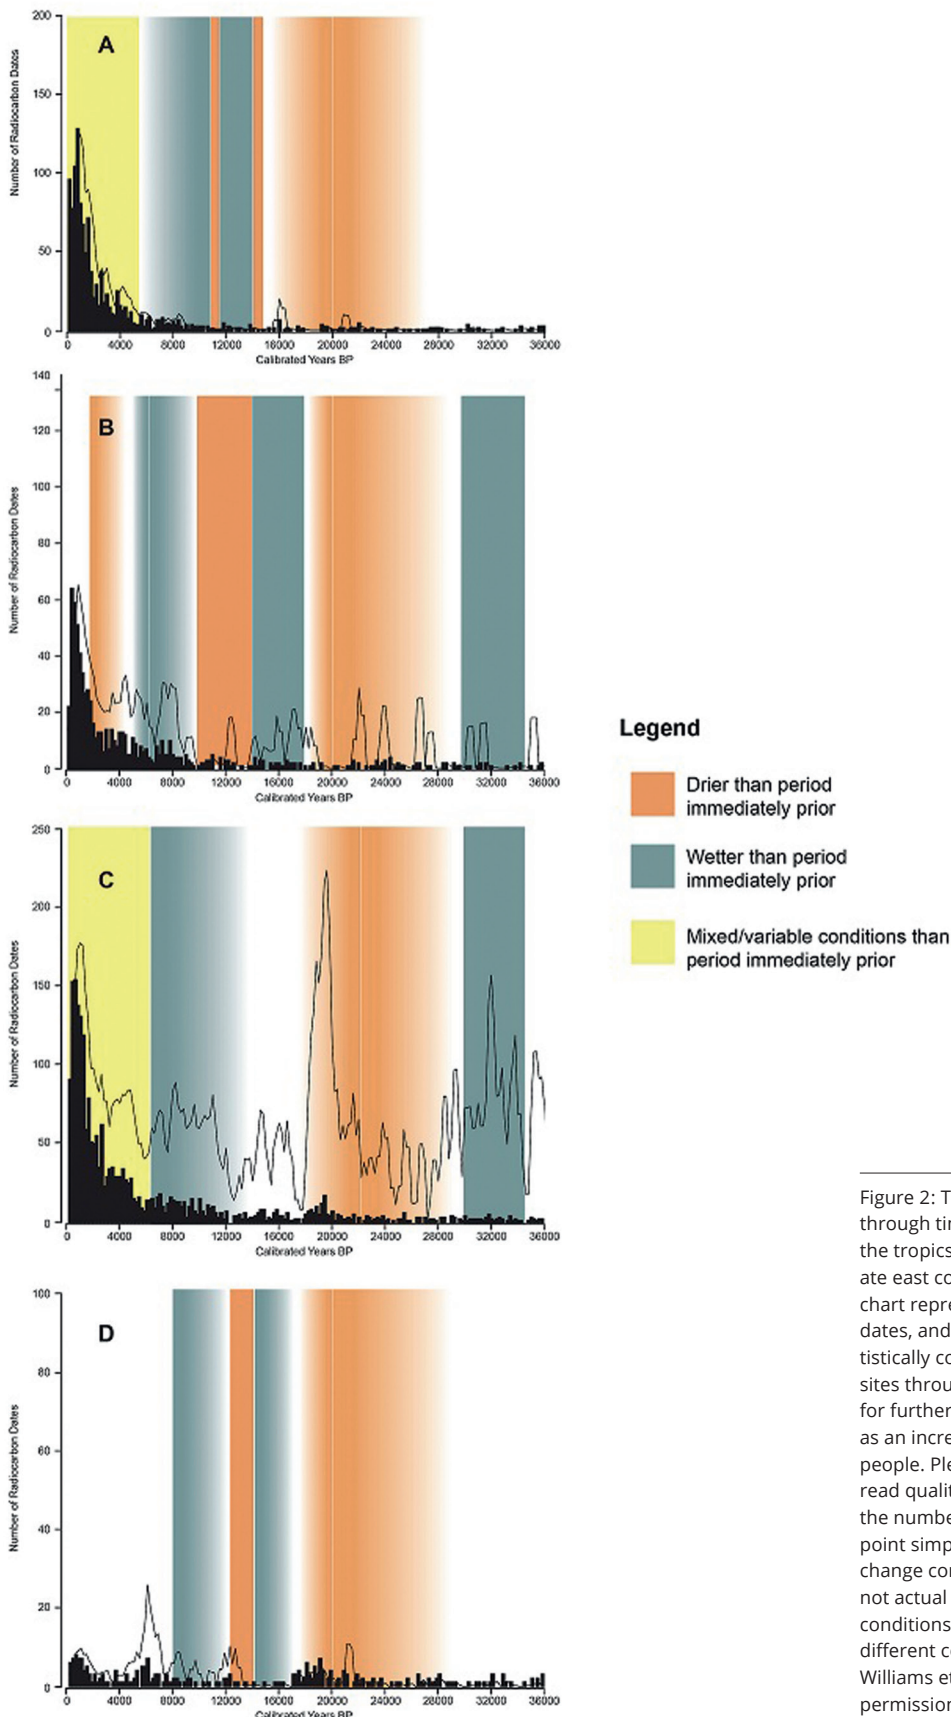 200
150
100
50
0
Number of Radiocarbon Dates
A
0 4000 8000 12000 16000 20000 24000 28000 32000 36000
Calibrated Years BP
140
120
100
80
60
40
20
0
Number of Radiocarbon Dates
B
0 4000 8000 12000 16000 20000 24000 28000 32000 36000
Calibrated Years BP
250
200
150
100
50
0
Number of Radiocarbon Dates
C
0 4000 8000 12000 16000 20000 24000 28000 32000 36000
Calibrated Years BP
100
80
60
40
20
0
Number of Radiocarbon Dates
D
0 4000 8000 12000 16000 20000 24000 28000 32000 36000
Calibrated Years BP
Legend
Drier than period
immediately prior
Wetter than period
immediately prior
Mixed/variable conditions than
period immediately prior
Figure 2: T
through tin
the tropics
ate east co
chart repre
dates, and
tistically co
sites throu
for further
as an incre
people. Ple
read qualit
the numbe
point simp
change con
not actual
conditions
different co
Williams et
permission